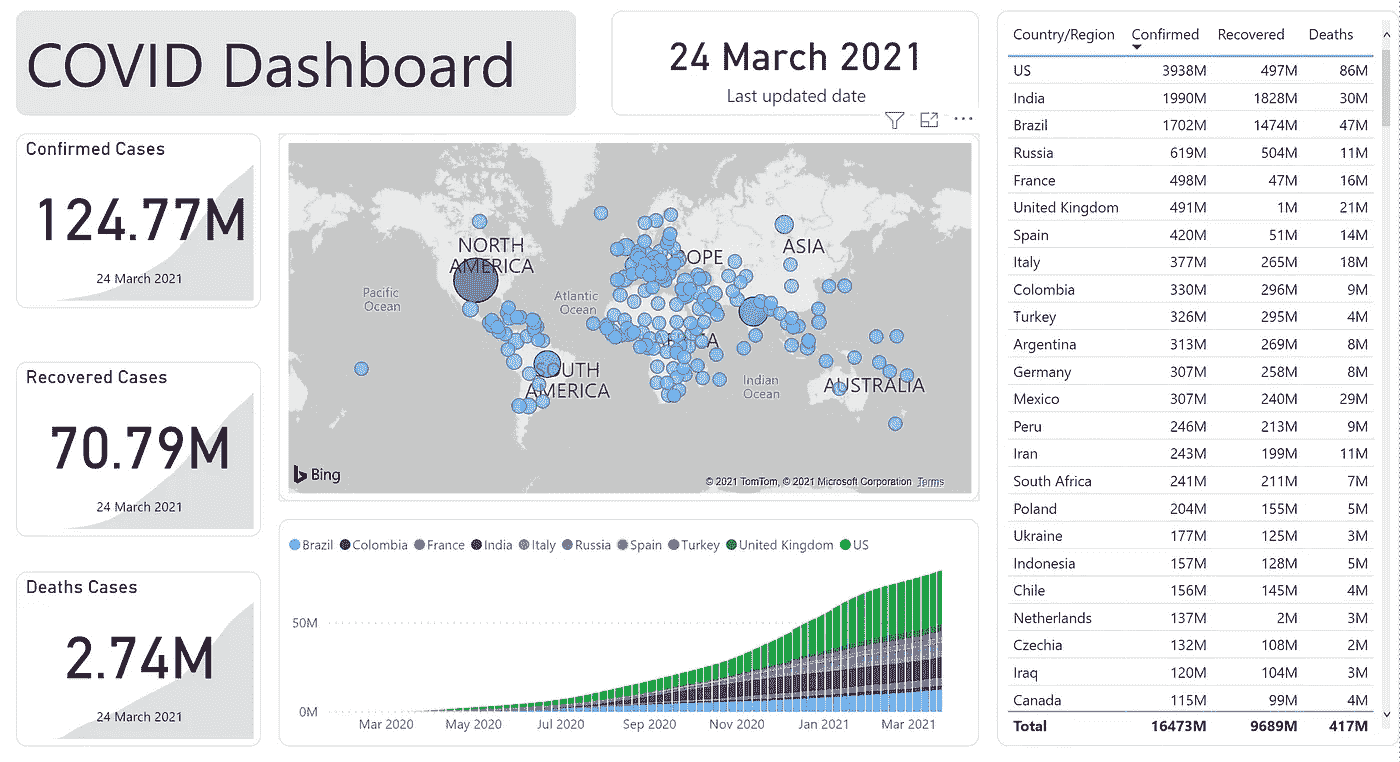 COVID Dashboard
24 March 2021
Last updated date
Confirmed Cases
124.77M
24 March 2021
Recovered Cases
70.79M
24 March 2021
Deaths Cases
2.74M
24 March 2021
NORTH
AMERICA
Pacific
Ocean
Atlantic
Ocean
OPE
ASIA
SOUTH
AMERICA
Indian
Ocean
AUSTRALIA
Bing
© 2021 TomTom, © 2021 Microsoft Corporation Terms
Brazil Colombia France India Italy Russia Spain Turkey United Kingdom US
50M
0M
Mar 2020 May 2020 Jul 2020 Sep 2020 Nov 2020 Jan 2021 Mar 2021
Country/Region Confirmed Recovered Deaths
US 3938M 497M 86M
India 1990M 1828M 30M
Brazil 1702M 1474M 47M
Russia 619M 504M 11M
France 498M 47M 16M
United Kingdom 491M 1M 21M
Spain 420M 51M 14M
Italy 377M 265M 18M
Colombia 330M 296M 9M
Turkey 326M 295M 4M
Argentina 313M 269M 8M
Germany 307M 258M 8M
Mexico 307M 240M 29M
Peru 246M 213M 9M
Iran 243M 199M 11M
South Africa 241M 211M 7M
Poland 204M 155M 5M
Ukraine 177M 125M 3M
Indonesia 157M 128M 5M
Chile 156M 145M 4M
Netherlands 137M 2M 3M
Czechia 132M 108M 2M
Iraq 120M 104M 3M
Canada 115M 99M 4M
Total 16473M 9689M 417M